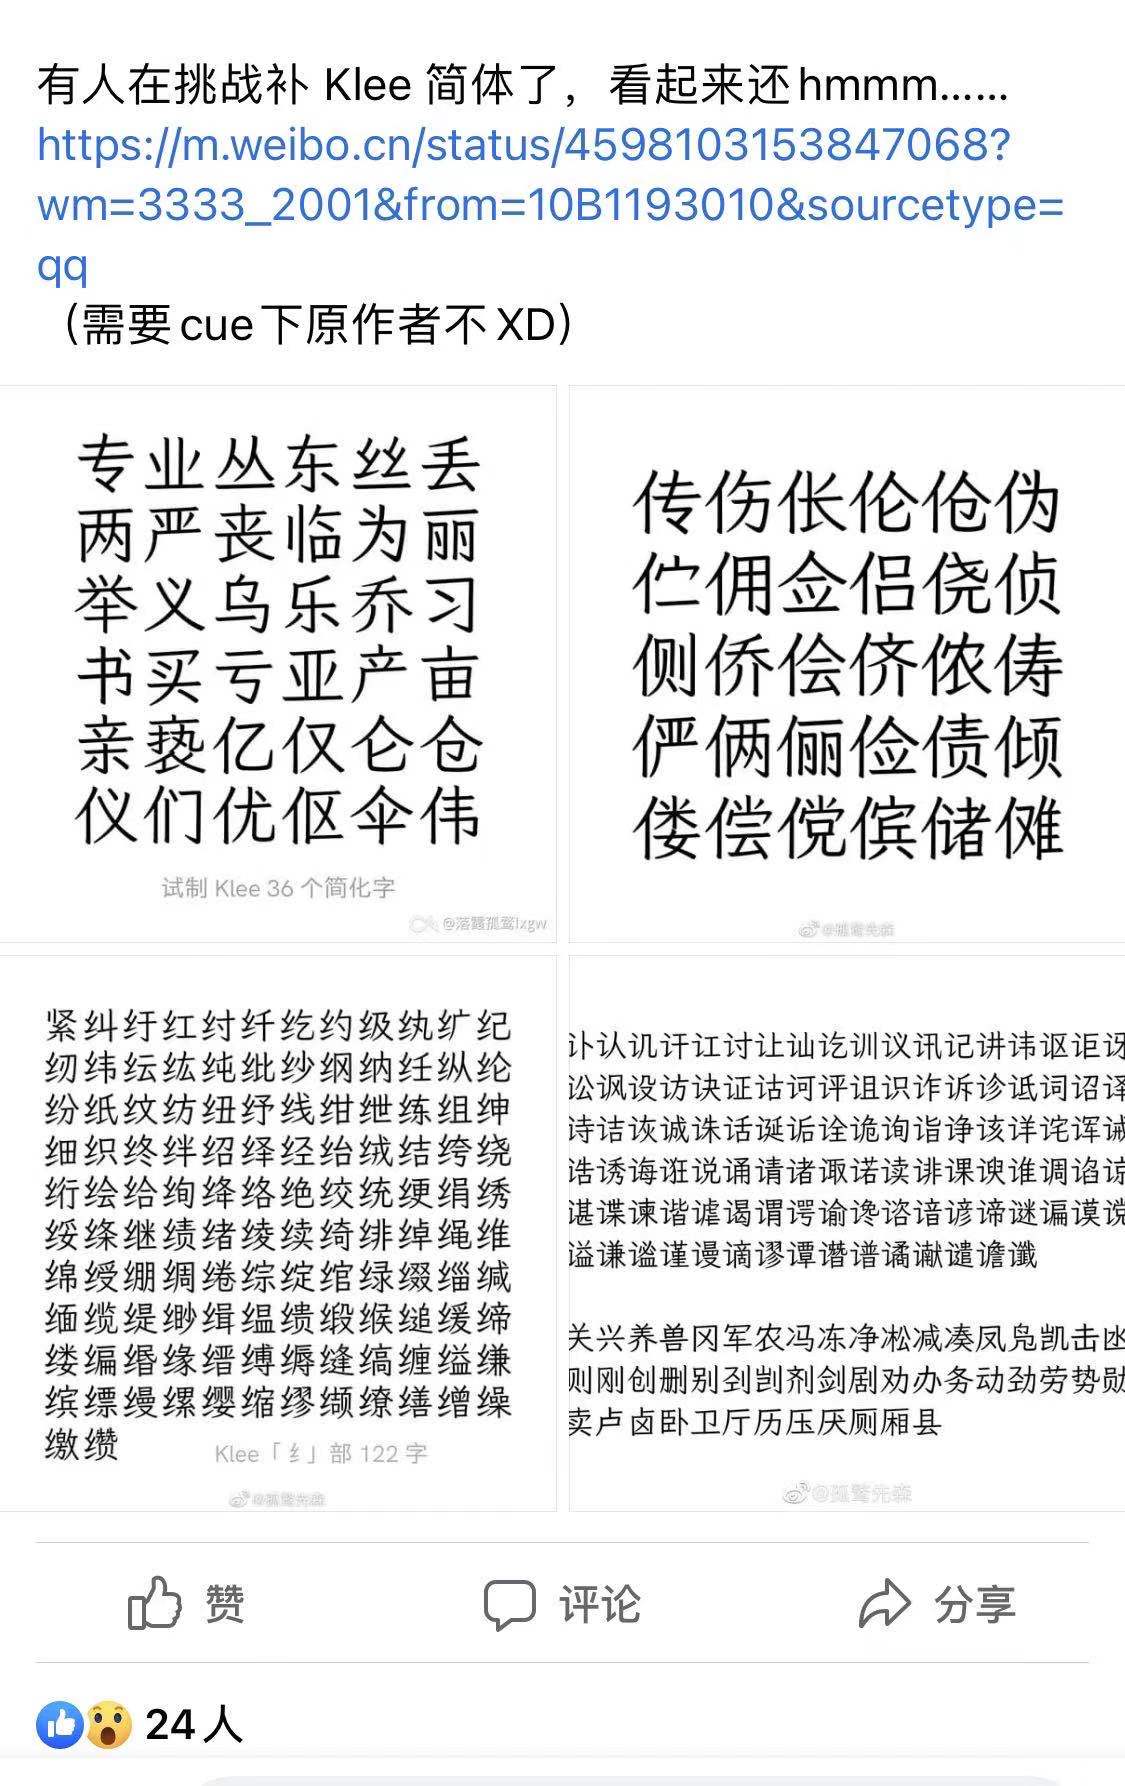 有人在挑战补 Klee 简体了，看起来还hmmm……
https://m.weibo.cn/status/4598103153847068?
wm=3333_2001&from=10B1193010&sourcetype=
qq
（需要cue下原作者不XD）
专业丛东丝丢
两严丧临为丽
举义乌乐乔习
书买亏亚产亩
亲亵亿仅仑仓
仪们优伛伞伟
试制 Klee 36 个简化字
@落霞孤鹜lxgw
传伤伥伦伧伪
伫佣佥侣侥侦
侧侨侩侪侬俦
俨俩俪俭债倾
偻偿傥傧储傩
@孤鹜先森
紧纠纡红纣纤纥约级纨纩纪
纫纬纭纮纯纰纱纲纳纴纵纶
纷纸纹纺纽纾线绀绁练组绅
细织终绊绍绎经绐绒结绔绕
绗绘给绚绛络绝绞统绠绢绣
绥绦继绩绪绫续绮绯绰绳维
绵绶绷绸绻综绽绾绿缀缁缄
缅缆缇缈缉缊缋缎缑缒缓缔
缕编缗缘缙缚缛缝缟缠缢缣
缤缥缦缧缨缩缪缬缭缮缯缲
缴缵
Klee「纟」部 122 字
@孤鹜先森
讣认讥讦讧讨让讪讫训议讯记讲讳讴讵讶
讼讽设访诀证诂诃评诅识诈诉诊诋词诏译
诗诘诙诚诛话诞诟诠诡询诣诤该详诧诨诫
诰诱诲诳说诵请诸诹诺读诽课谀谁调谄谅
谌谍谏谐谑谒谓谔谕谗谘谙谚谛谜谝谟谠
谥谦谧谨谩谪谬谭谮谱谲谳谴谵谶
关兴养兽冈军农冯冻净凇减凑凤凫凯击凼
则刚创删别刭剀剂剑剧劝办务动劲劳势勋
卖卢卤卧卫厅历压厌厕厢县
@孤鹜先森
赞
评论
分享
24人